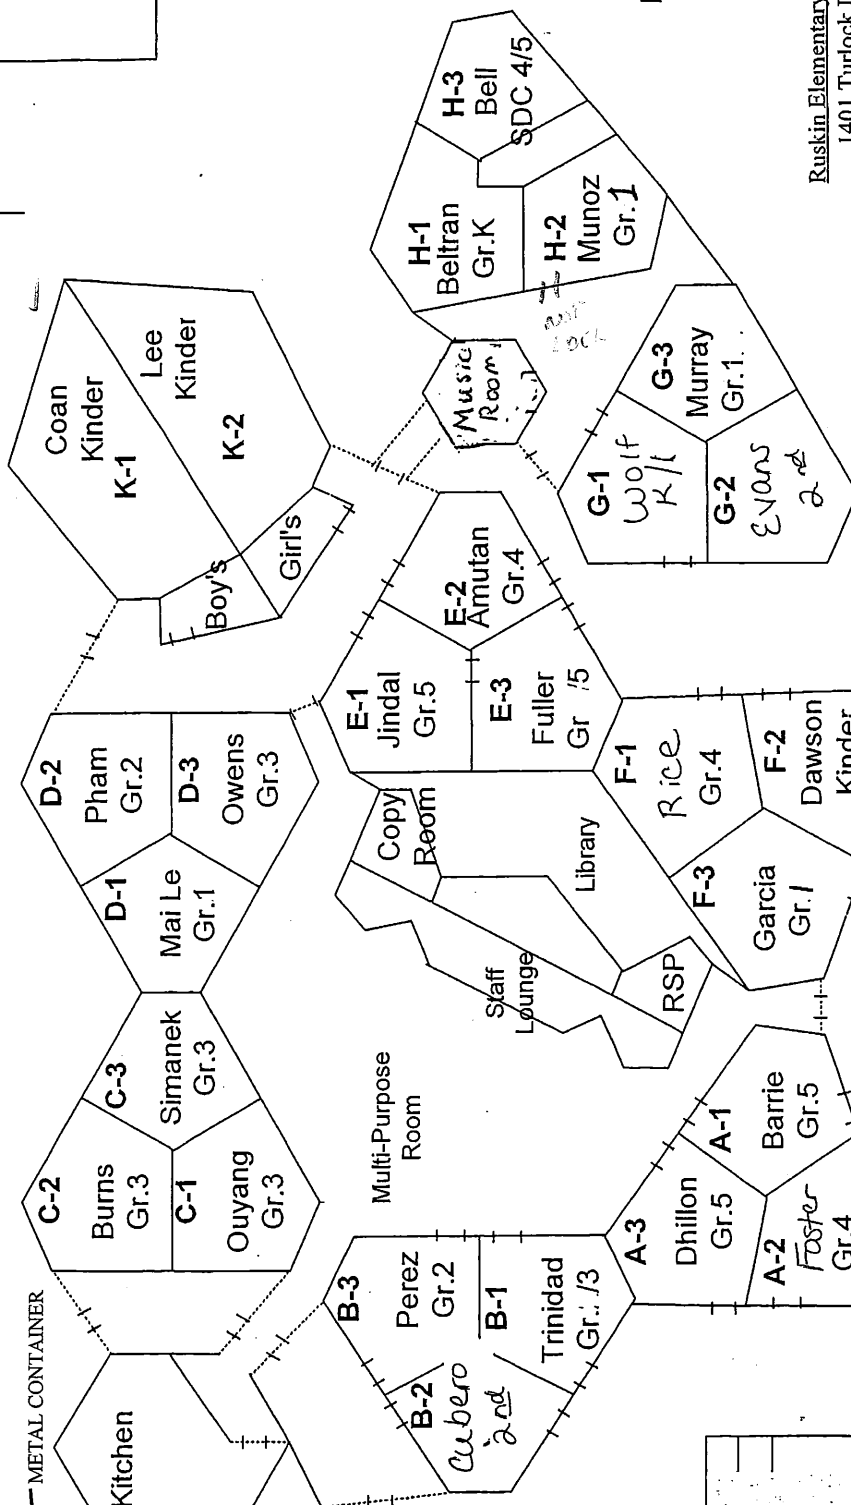 METAL CONTAINER
Kitchen
C-2
Burns
Gr.3
C-1
Ouyang
Gr.3
C-3
Simanek
Gr.3
D-1
Mai Le
Gr.1
D-2
Pham
Gr.2
D-3
Owens
Gr.3
Boy's
Girl's
Coan
Kinder
K-1
Lee
Kinder
K-2
B-3
Perez
Gr.2
B-1
Trinidad
B-2
Cubero
2nd
Multi-Purpose
Room
Staff
Lounge
Copy
Room
Library
RSP
E-1
Jindal
Gr.5
E-2
Amutan
Gr.4
E-3
Fuller
Gr /5
Music
Room
H-1
Beltran
Gr.K
H-2
Munoz
Gr.1
H-3
Bell
SDC 4/5
H
A-3
Dhillon
Gr.5
A-1
Barrie
Gr.5
A-2
Foster
Gr.4
F-1
Rice
Gr.4
F-3
Garcia
Gr.1
F-2
Dawson
Kinder
G-1
Wolf
K/1
G-2
Evans
2nd
G-3
Murray
Gr.1
Ruskin Elementary
1401 Turlock